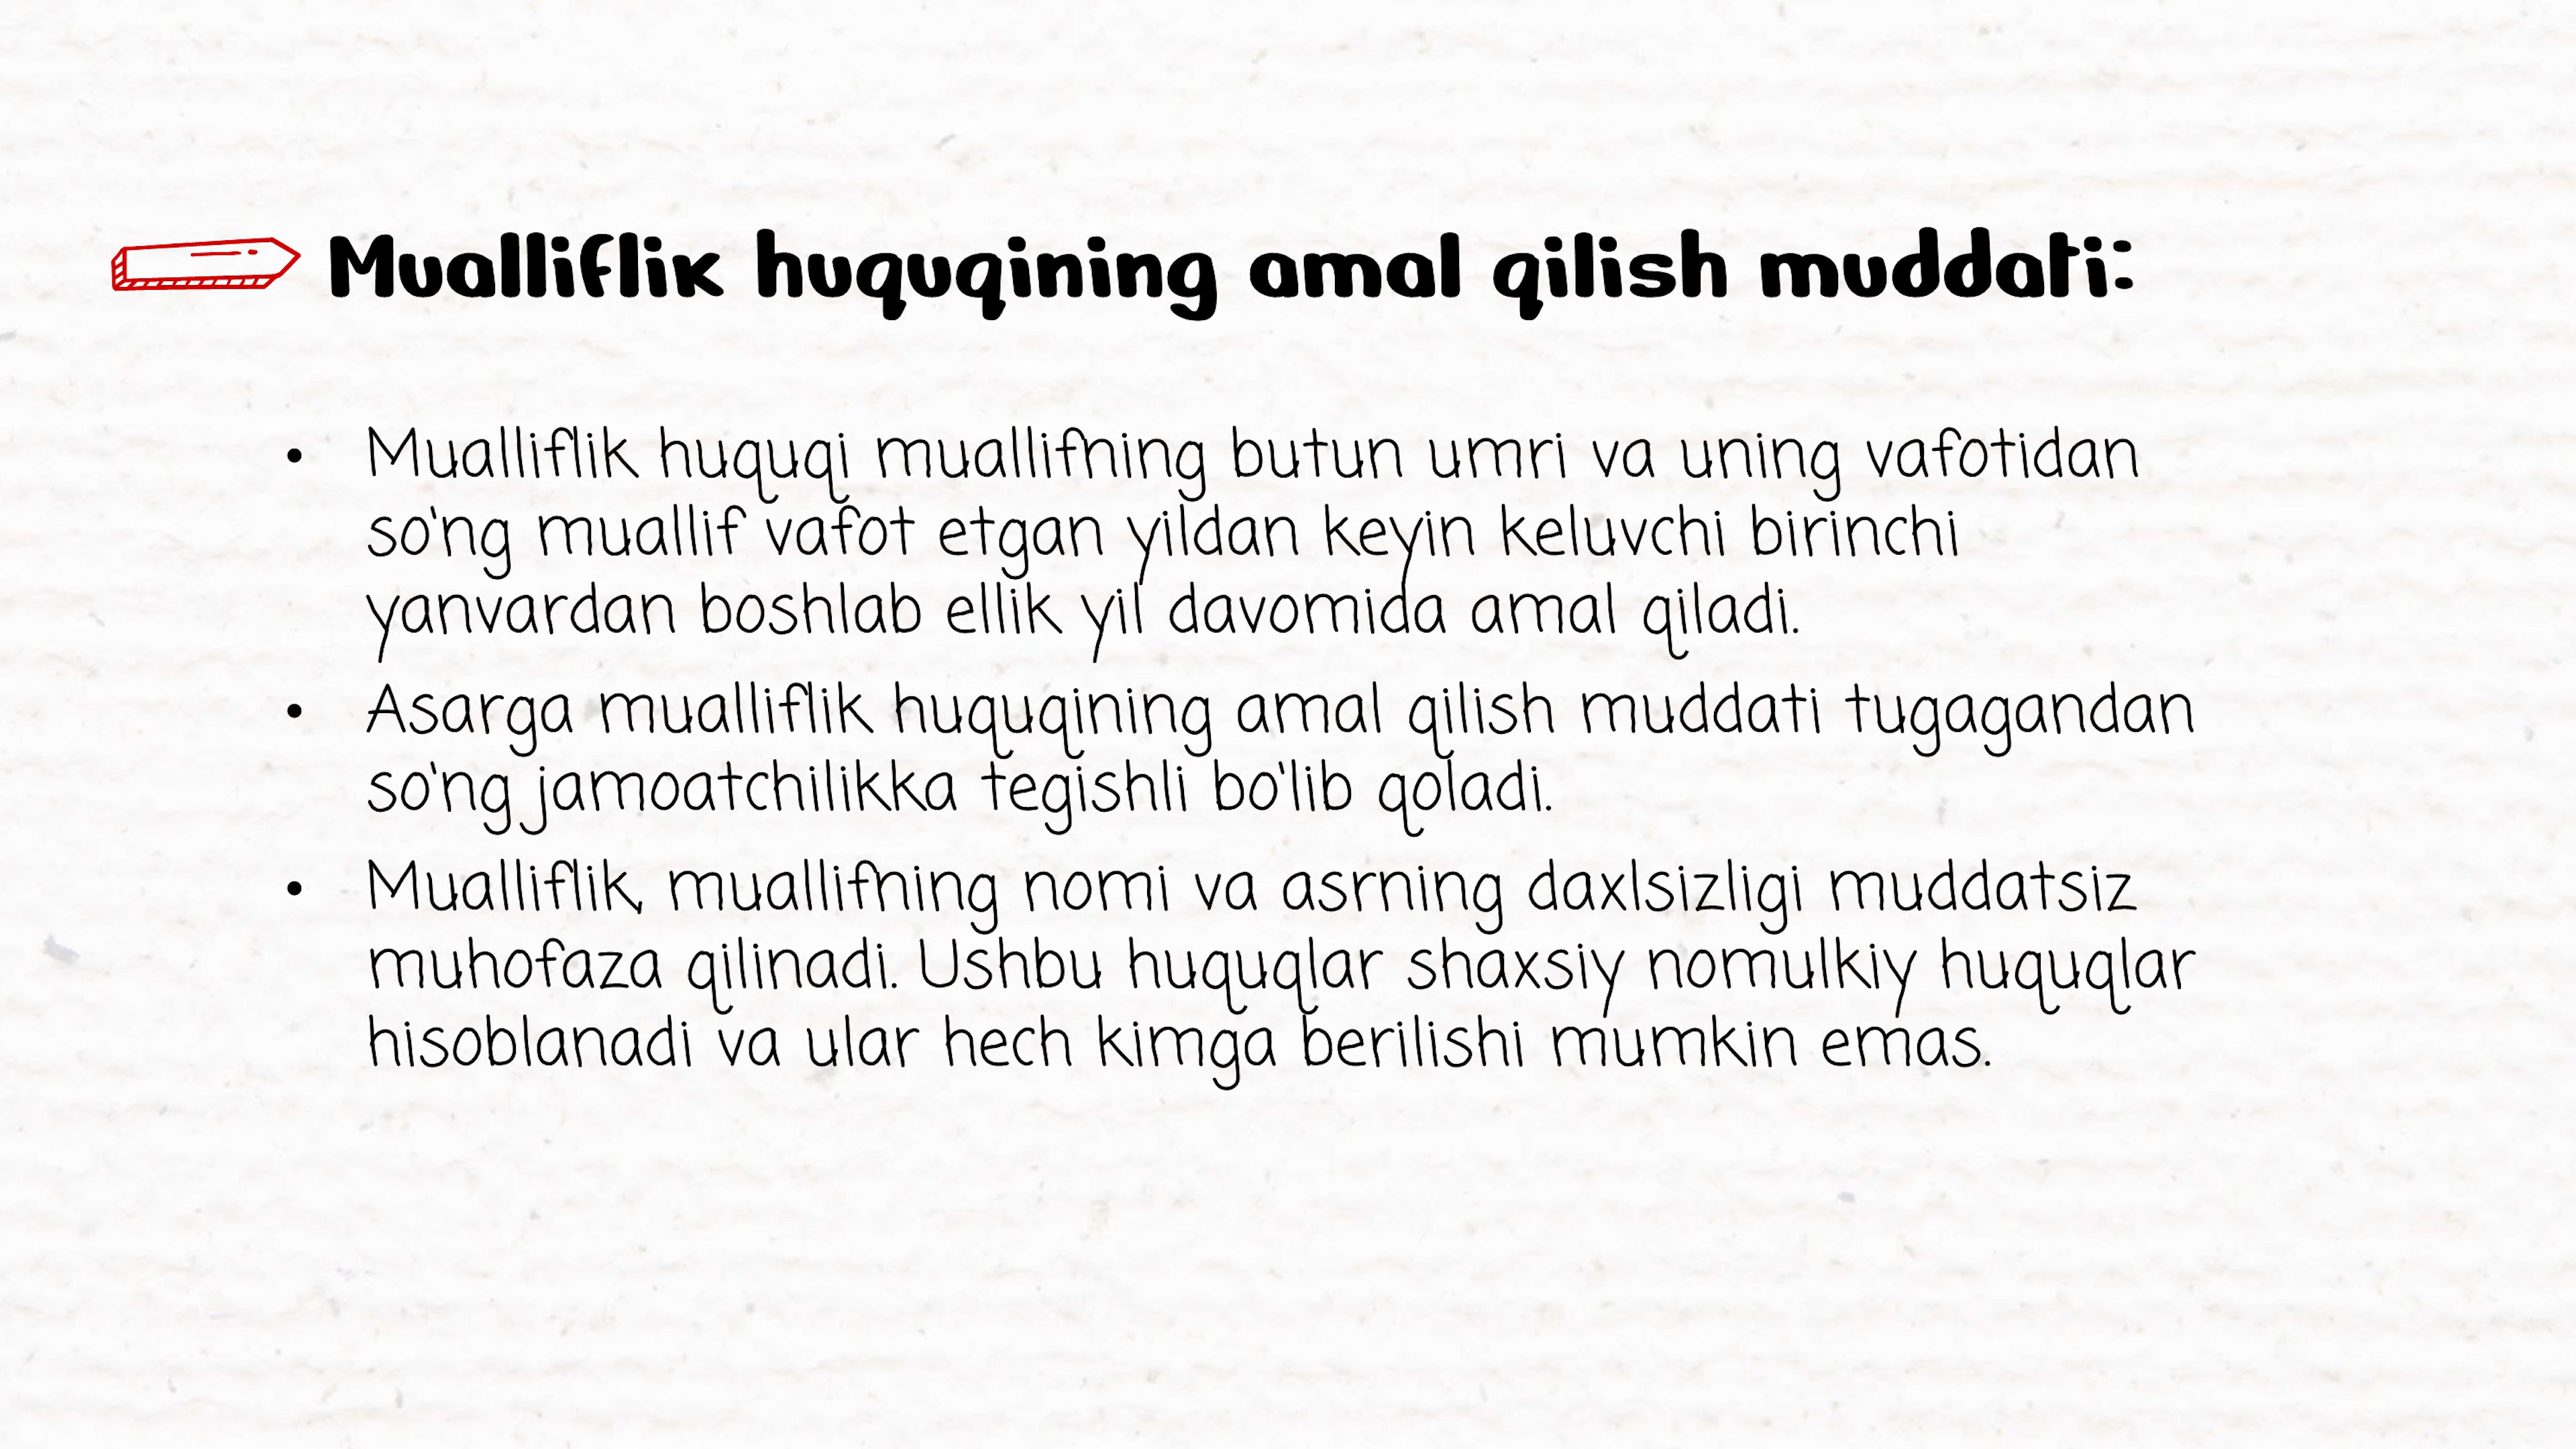 Mualliflik huquqining amal qilish muddati:
• Mualliflik huquqi muallifning butun umri va uning vafotidan
so'ng muallif vafot etgan yildan keyin keluvchi birinchi
yanvardan boshlab ellik yil davomida amal qiladi.
• Asarga mualliflik huquqining amal qilish muddati tugagandan
so'ng jamoatchilikka tegishli bo'lib qoladi.
• Mualliflik, muallifning nomi va asrning daxlsizligi muddatsiz
muhofaza qilinadi. Ushbu huquqlar shaxsiy nomulkiy huquqlar
hisoblanadi va ular hech kimga berilishi mumkin emas.